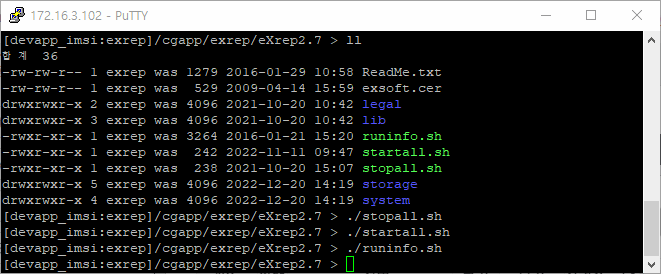 172.16.3.102 - PuTTY
[devapp_imsi:exrep]/cgapp/exrep/eXrep2.7 > ll
합계 36
-rw-rw-r-- 1 exrep was 1279 2016-01-29 10:58 ReadMe.txt
-rw-rw-r-- 1 exrep was 529 2009-04-14 15:59 exsoft.cer
drwxrwxr-x 2 exrep was 4096 2021-10-20 10:42 legal
drwxrwxr-x 3 exrep was 4096 2021-10-20 10:42 lib
-rwxrwxr-x 1 exrep was 3264 2016-01-21 15:20 runinfo.sh
-rwxr-xr-x 1 exrep was 242 2022-11-11 09:47 startall.sh
-rwxr-xr-x 1 exrep was 238 2021-10-20 15:07 stopall.sh
drwxrwxr-x 5 exrep was 4096 2022-12-20 14:19 storage
drwxrwxr-x 4 exrep was 4096 2022-12-20 14:19 system
[devapp_imsi:exrep]/cgapp/exrep/eXrep2.7 > ./stopall.sh
[devapp_imsi:exrep]/cgapp/exrep/eXrep2.7 > ./startall.sh
[devapp_imsi:exrep]/cgapp/exrep/eXrep2.7 > ./runinfo.sh
[devapp_imsi:exrep]/cgapp/exrep/eXrep2.7 >